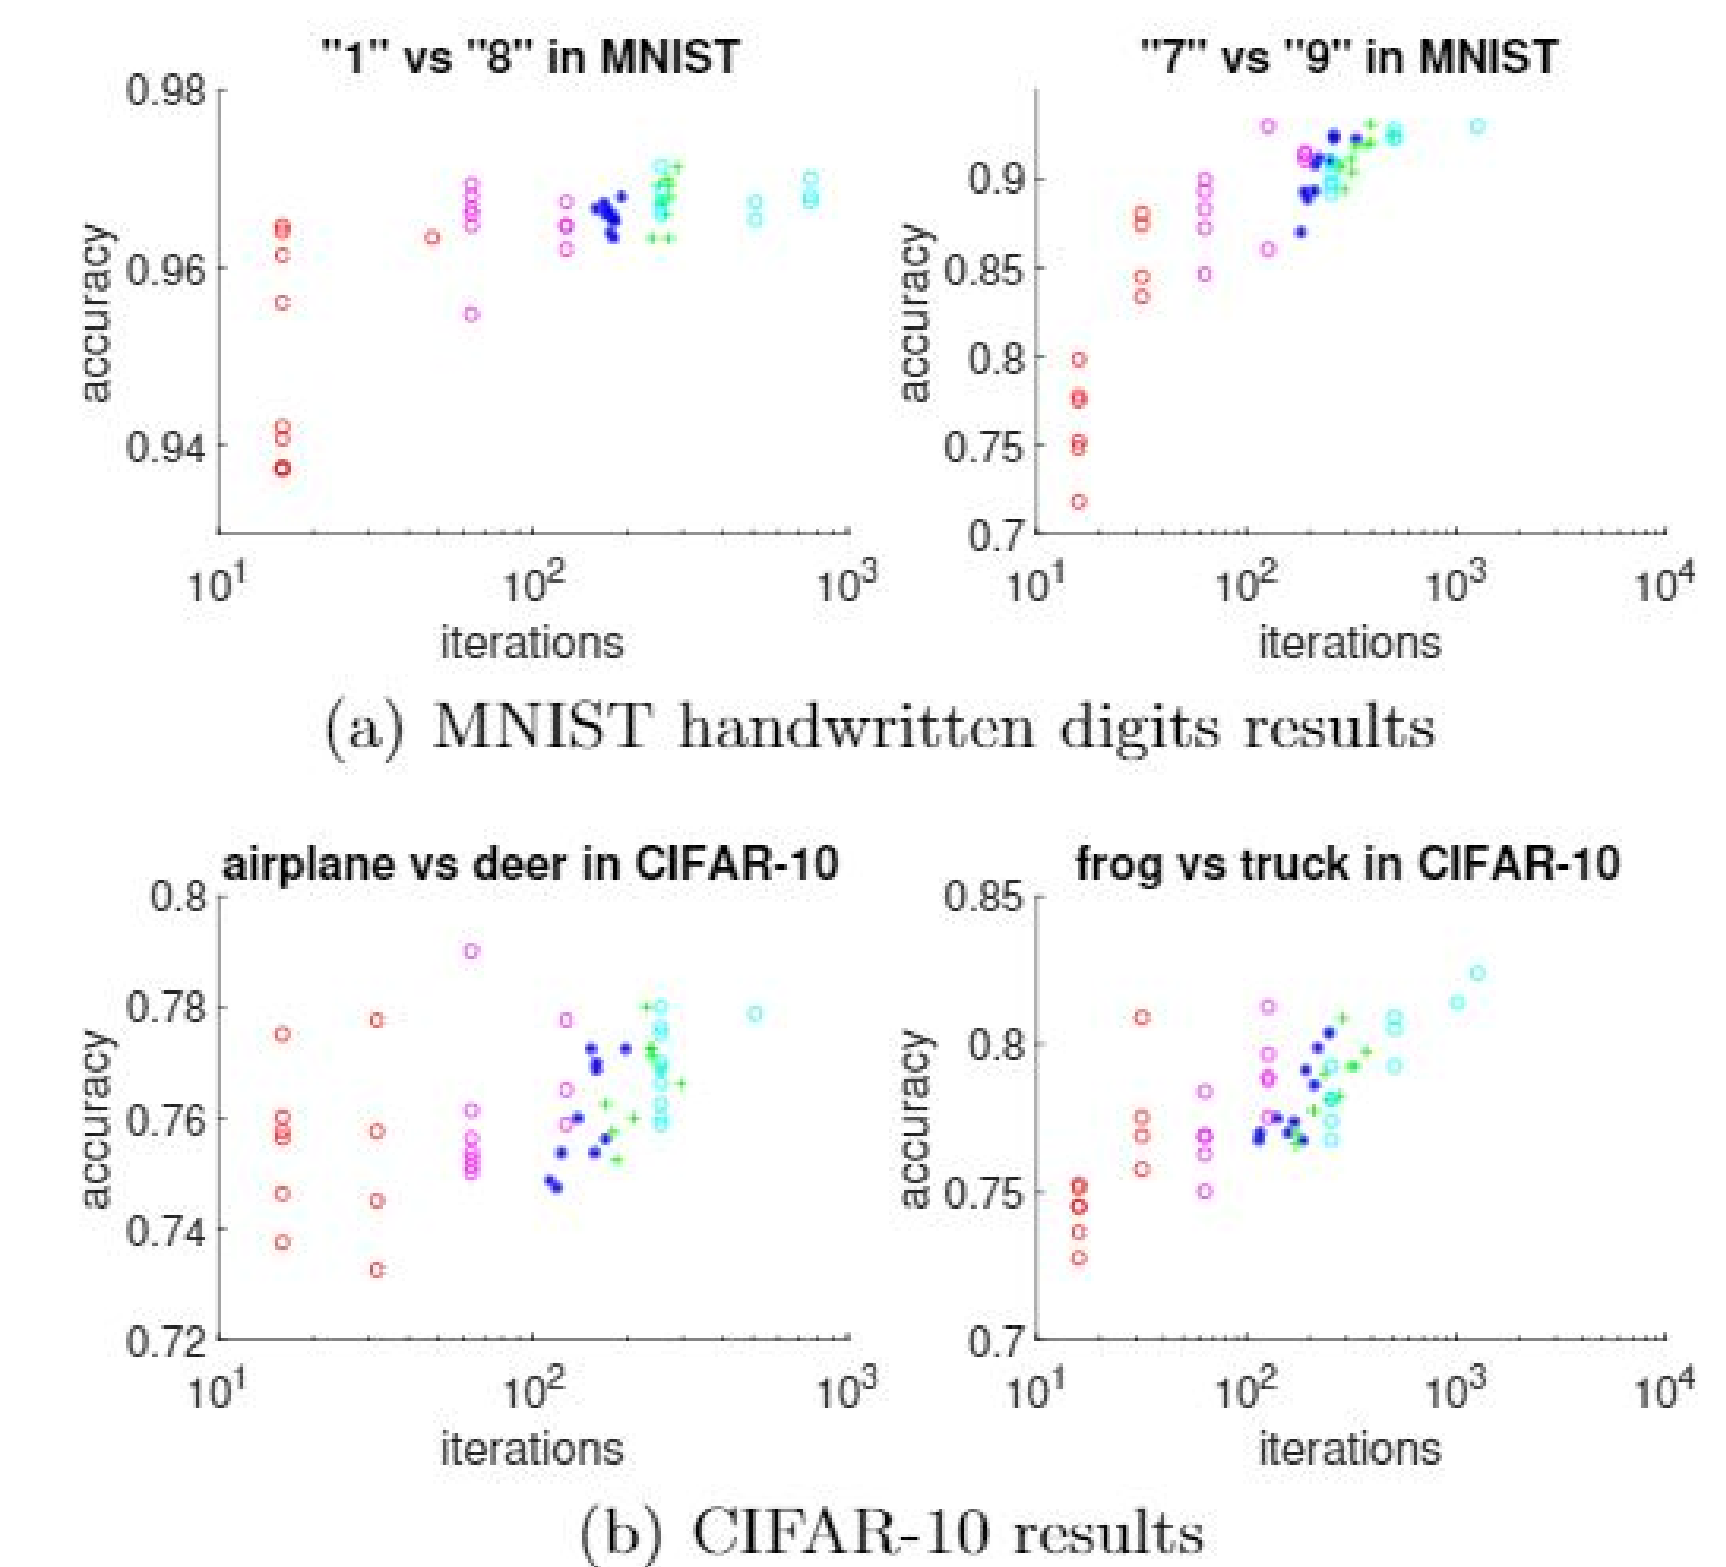 "1" vs "8" in MNIST
0.98
0.96
0.94
accuracy
10^1 10^2 10^3
iterations
"7" vs "9" in MNIST
0.9
0.85
0.8
0.75
0.7
accuracy
10^1 10^2 10^3 10^4
iterations
(a) MNIST handwritten digits results
airplane vs deer in CIFAR-10
0.8
0.78
0.76
0.74
0.72
accuracy
10^1 10^2 10^3
iterations
frog vs truck in CIFAR-10
0.85
0.8
0.75
0.7
accuracy
10^1 10^2 10^3 10^4
iterations
(b) CIFAR-10 results